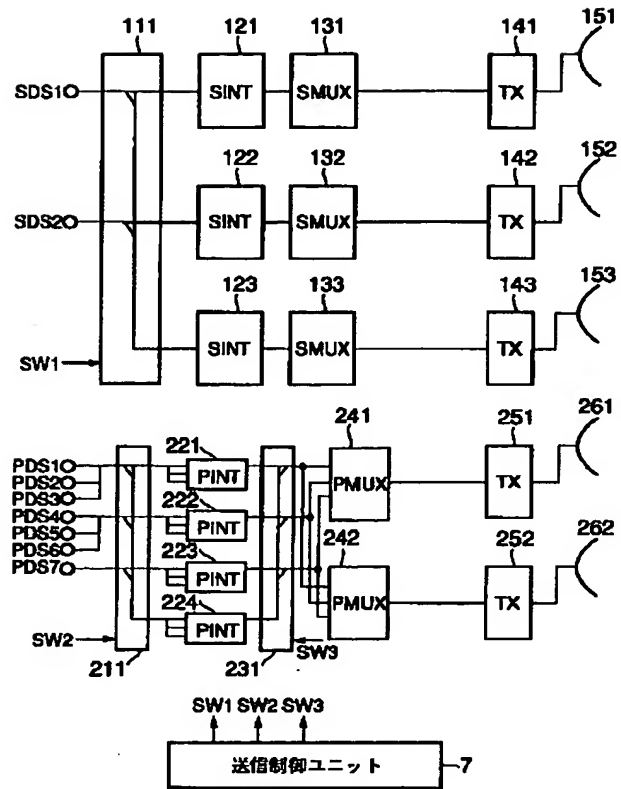 111 121 131 141 151
SDS1 SINT SMUX TX
122 132 142 152
SDS2 SINT SMUX TX
123 133 143 153
SINT SMUX TX
SW1
241 251 261
PDS1 221 PINT PMUX TX
PDS2
PDS3 222
PDS4 PINT
PDS5 223 242 252 262
PDS6
PDS7 PINT PMUX TX
224
PINT
SW2 SW3
211 231
SW1 SW2 SW3
送信制御ユニット 7